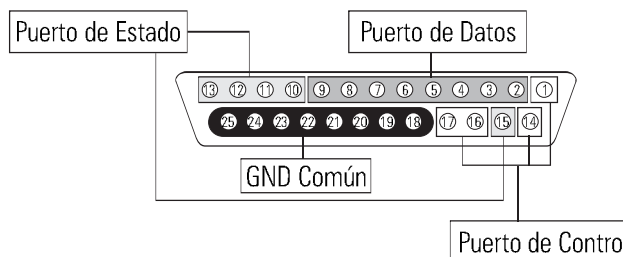 Puerto de Estado
Puerto de Datos
13 12 11 10 9 8 7 6 5 4 3 2 1
25 24 23 22 21 20 19 18 17 16 15 14
GND Común
Puerto de Contro